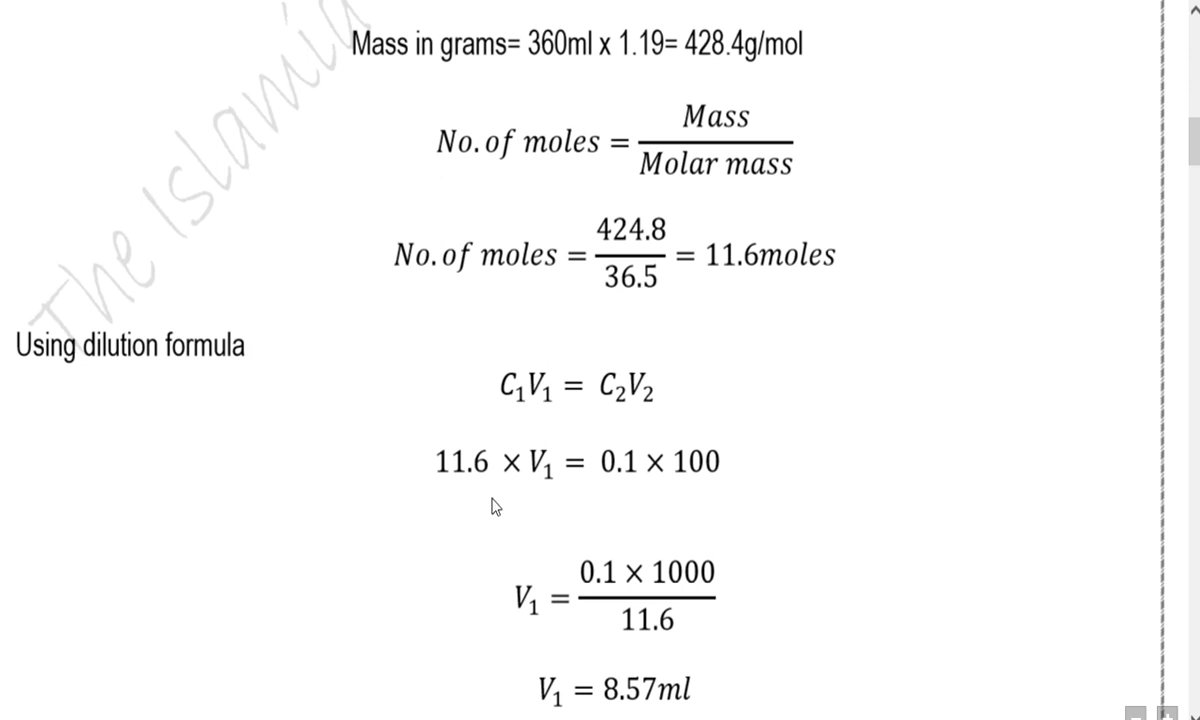 Mass in grams= 360ml x 1.19= 428.4g/mol
No. of moles = Mass / Molar mass
No. of moles = 424.8 / 36.5 = 11.6moles
The Islamia
Using dilution formula
C₁V₁ = C₂V₂
11.6 × V₁ = 0.1 × 100
V₁ = 0.1 × 1000 / 11.6
V₁ = 8.57ml